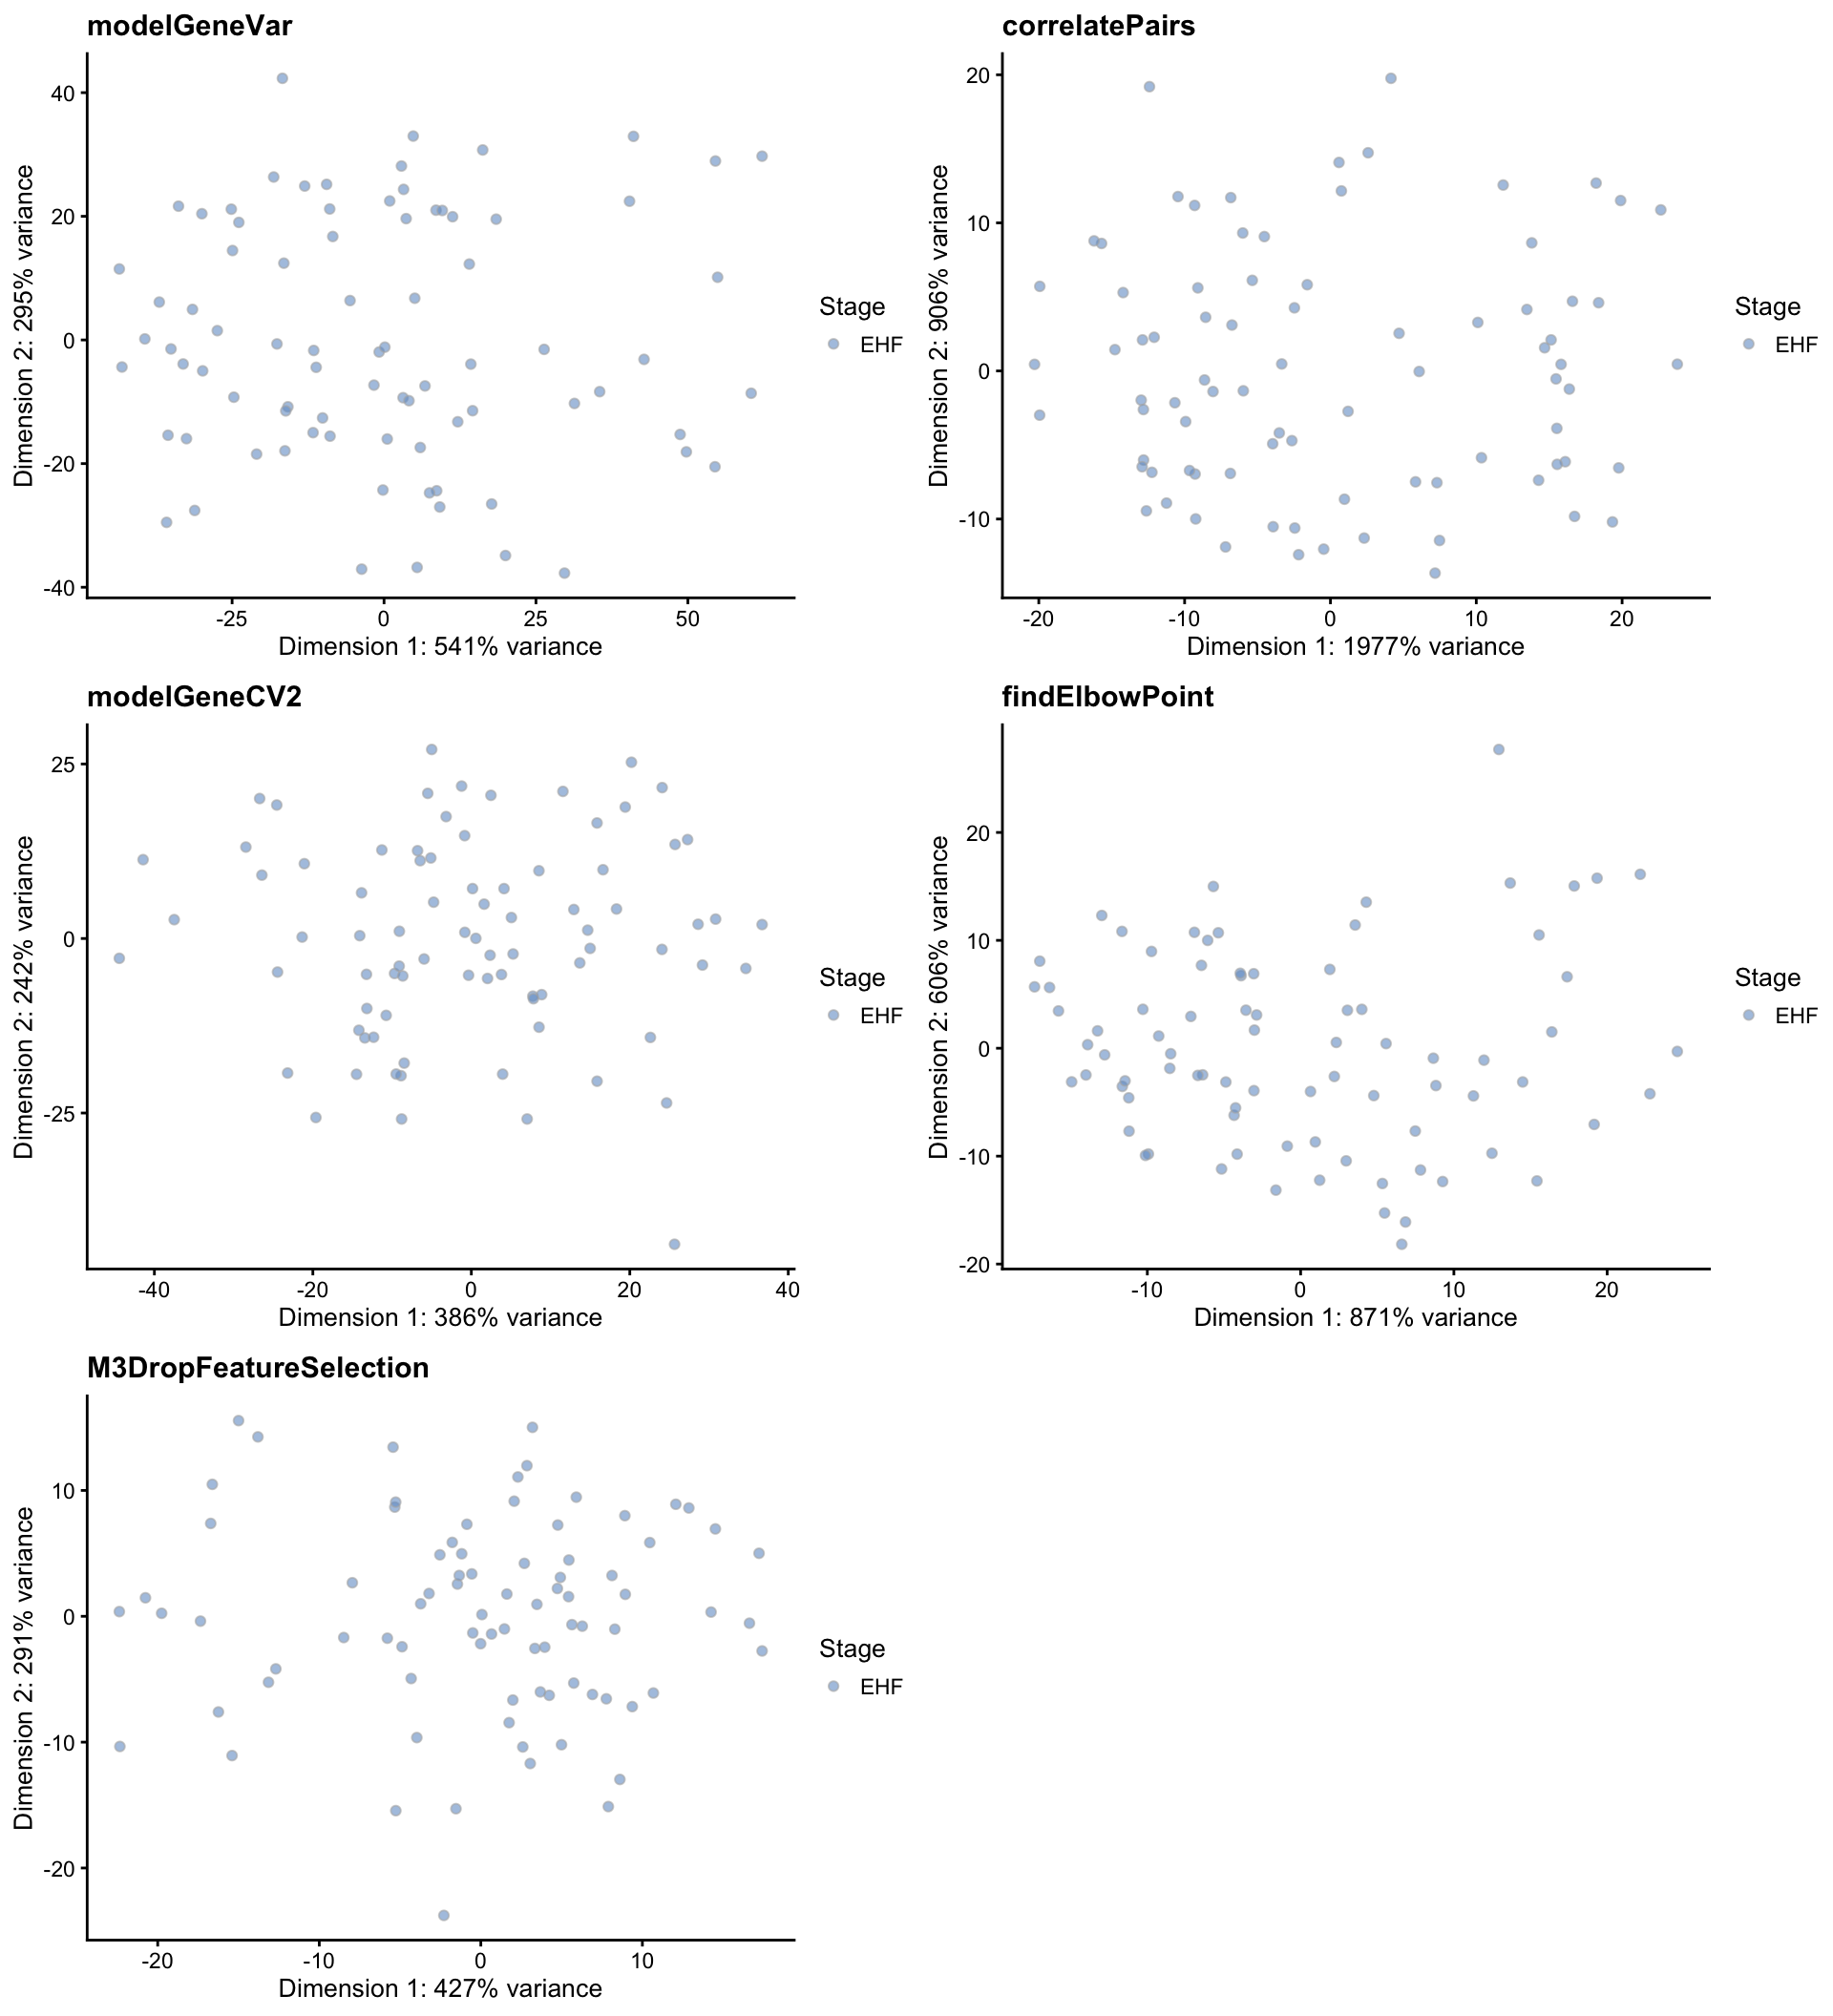 modelGeneVar
Dimension 2: 295% variance
40
20
0
-20
-40
-25
0
25
50
Dimension 1: 541% variance
Stage
EHF
correlatePairs
Dimension 2: 906% variance
20
10
0
-10
-20
-10
0
10
20
Dimension 1: 1977% variance
Stage
EHF
modelGeneCV2
Dimension 2: 242% variance
25
0
-25
-40
-20
0
20
40
Dimension 1: 386% variance
Stage
EHF
findElbowPoint
Dimension 2: 606% variance
20
10
0
-10
-20
-10
0
10
20
Dimension 1: 871% variance
Stage
EHF
M3DropFeatureSelection
Dimension 2: 291% variance
10
0
-10
-20
-20
-10
0
10
Dimension 1: 427% variance
Stage
EHF